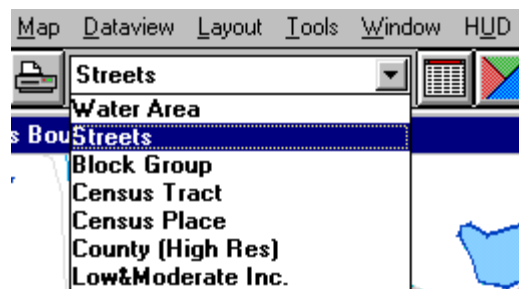 Map Dataview Layout Tools Window HUD
Streets
Water Area
s Bou
Streets
Block Group
Census Tract
Census Place
County (High Res)
Low&Moderate Inc.